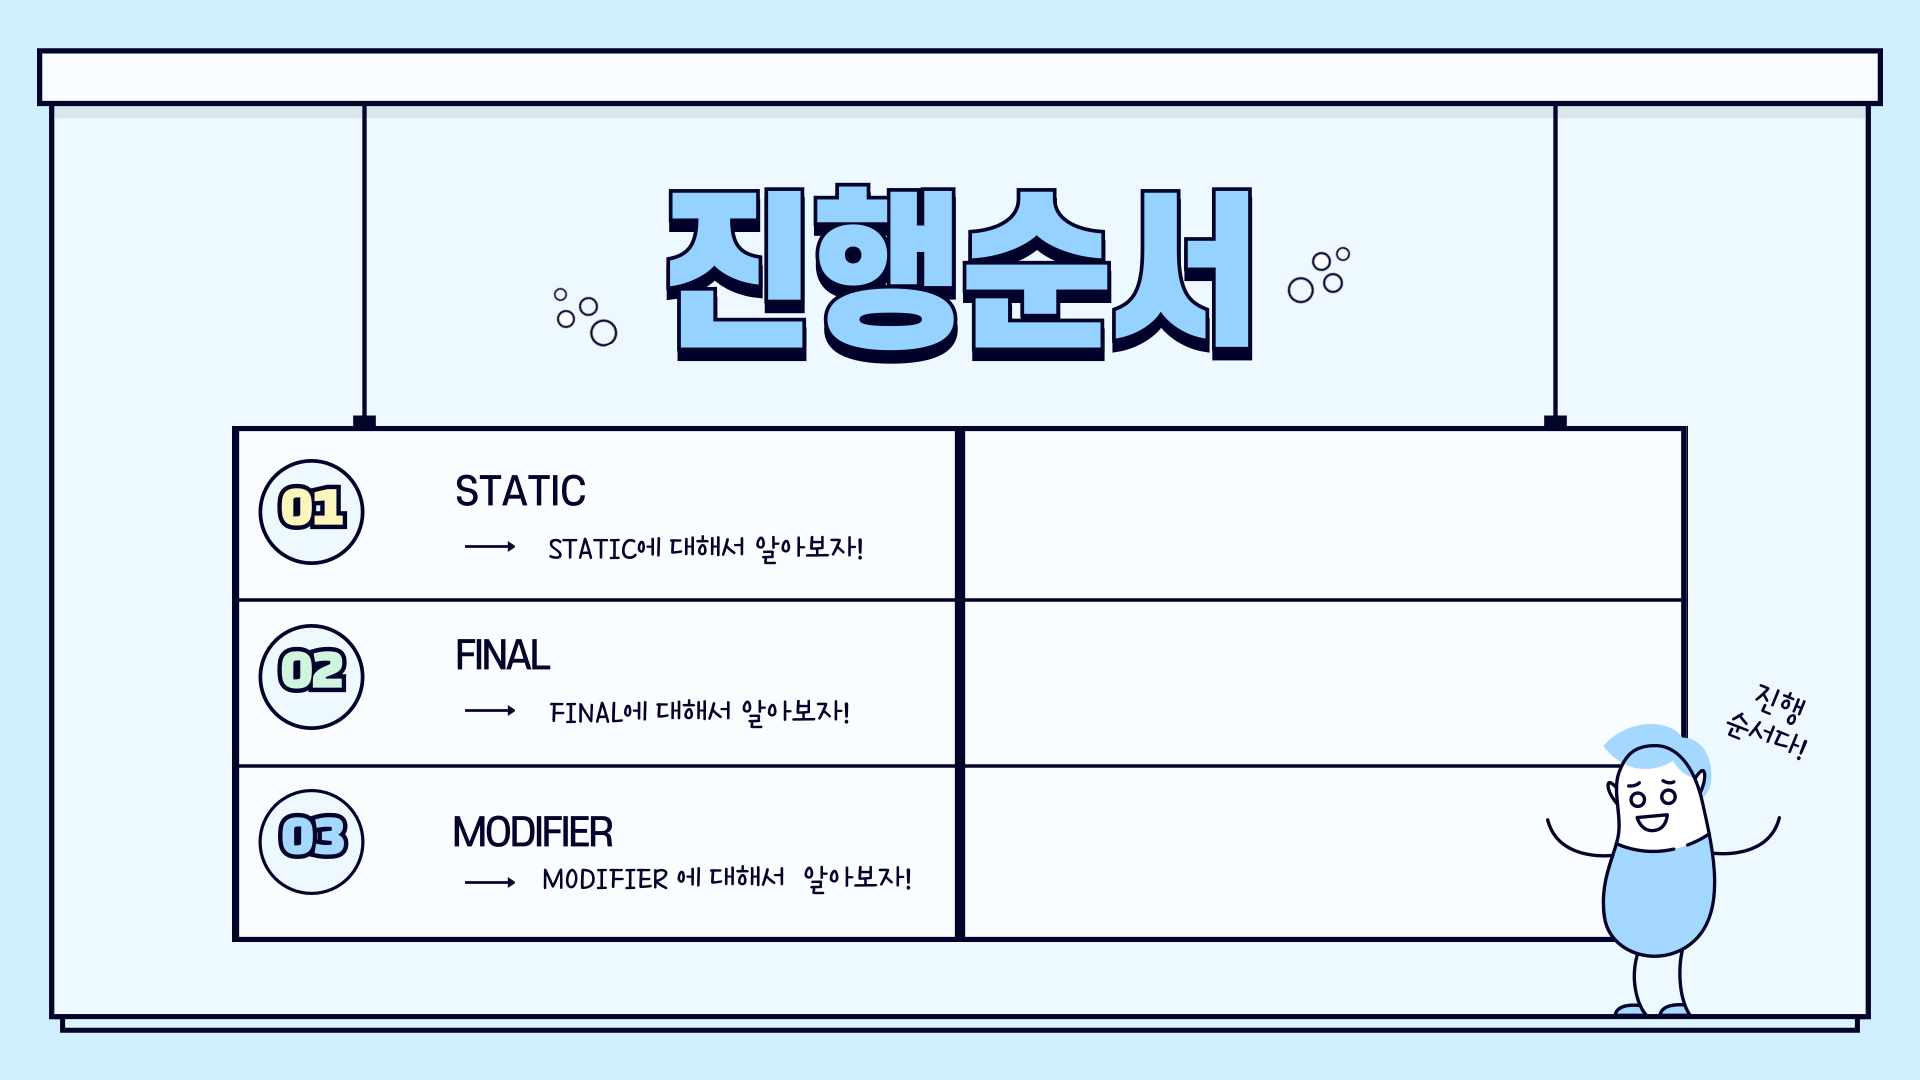 진행순서
01
STATIC
STATIC에 대해서 알아보자!
02
FINAL
FINAL에 대해서 알아보자!
03
MODIFIER
MODIFIER 에 대해서 알아보자!
진행
순서다!